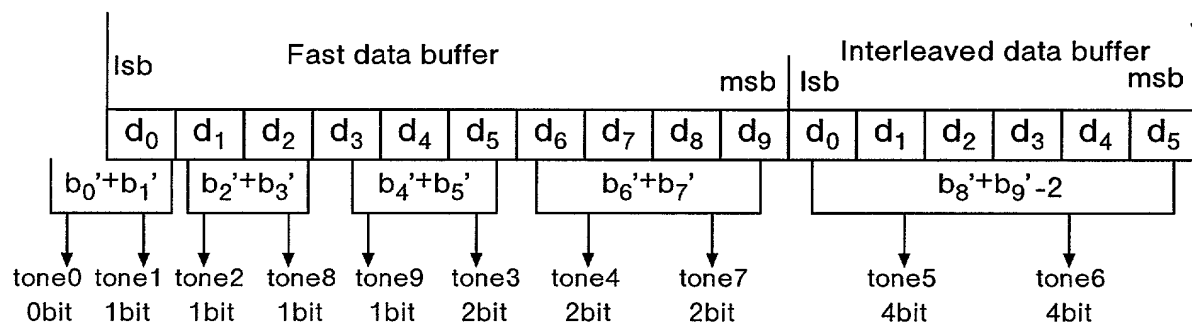 Fast data buffer Interleaved data buffer
lsb msb lsb msb
d0 d1 d2 d3 d4 d5 d6 d7 d8 d9 d0 d1 d2 d3 d4 d5
b0'+b1' b2'+b3' b4'+b5' b6'+b7' b8'+b9'-2
tone0 tone1 tone2 tone8 tone9 tone3 tone4 tone7 tone5 tone6
0bit 1bit 1bit 1bit 1bit 2bit 2bit 2bit 4bit 4bit